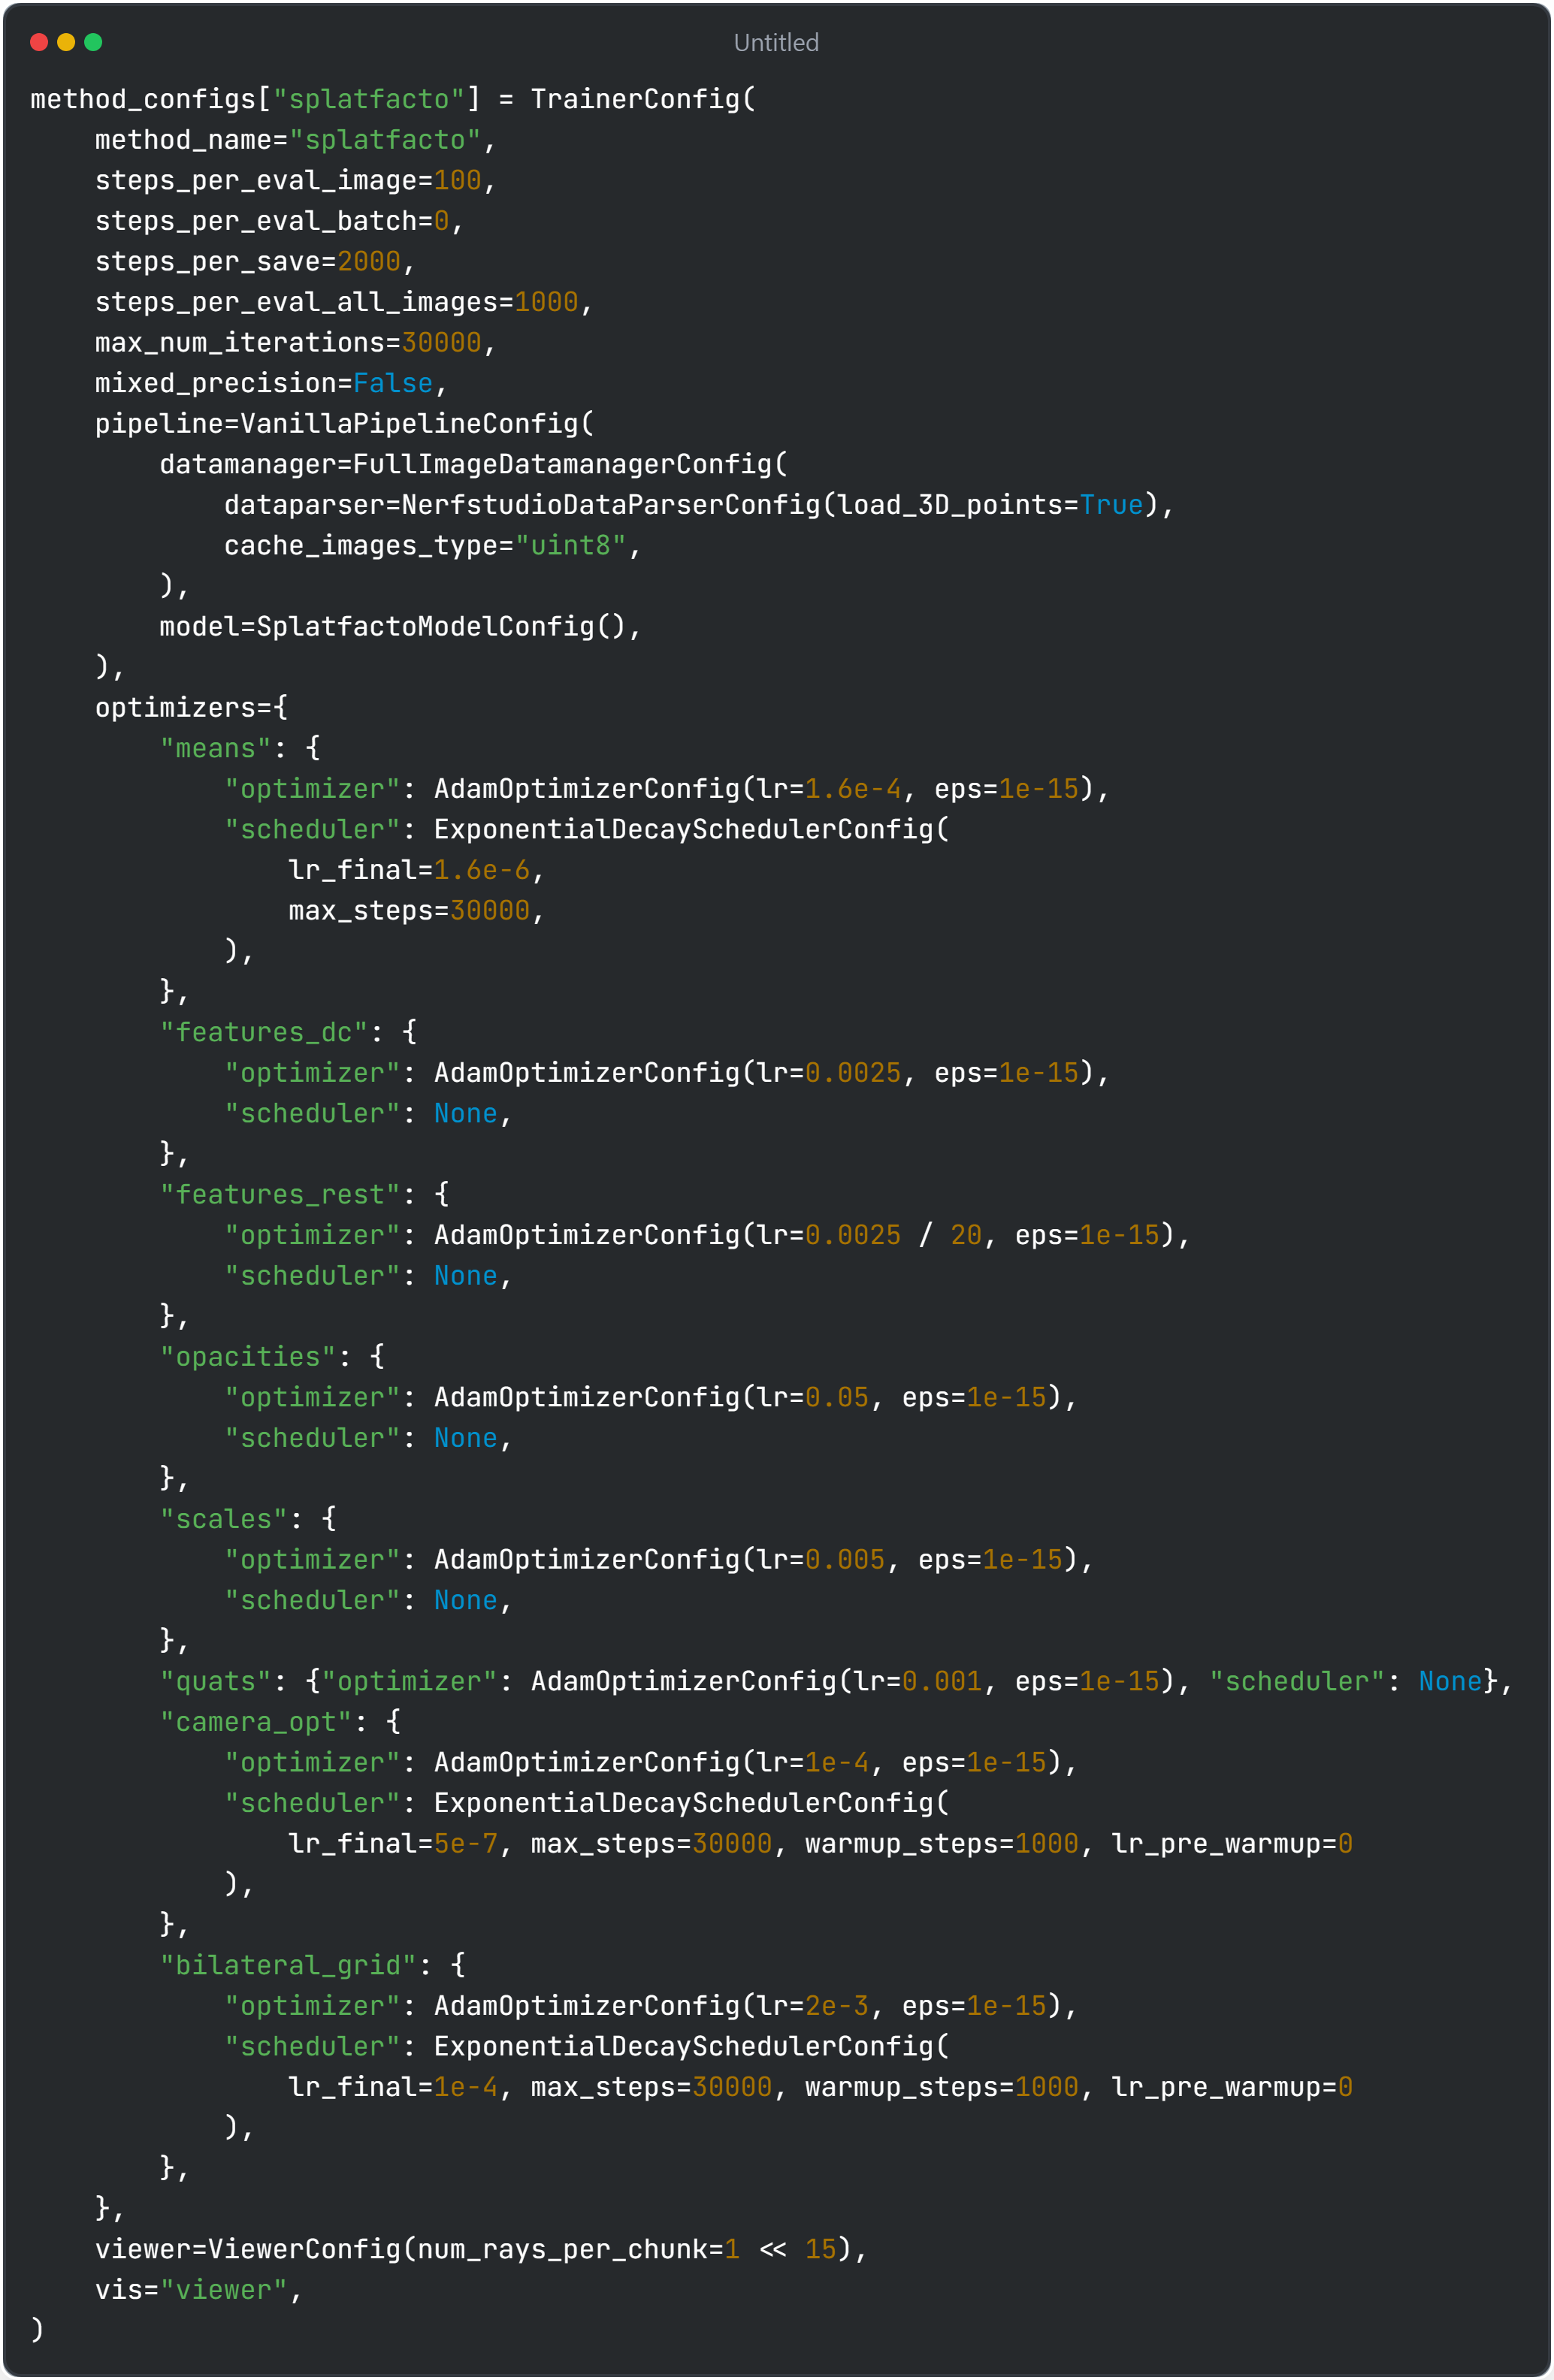 Untitled
method_configs["splatfacto"] = TrainerConfig(
    method_name="splatfacto",
    steps_per_eval_image=100,
    steps_per_eval_batch=0,
    steps_per_save=2000,
    steps_per_eval_all_images=1000,
    max_num_iterations=30000,
    mixed_precision=False,
    pipeline=VanillaPipelineConfig(
        datamanager=FullImageDatamanagerConfig(
            dataparser=NerfstudioDataParserConfig(load_3D_points=True),
            cache_images_type="uint8",
        ),
        model=SplatfactoModelConfig(),
    ),
    optimizers={
        "means": {
            "optimizer": AdamOptimizerConfig(lr=1.6e-4, eps=1e-15),
            "scheduler": ExponentialDecaySchedulerConfig(
                lr_final=1.6e-6,
                max_steps=30000,
            ),
        },
        "features_dc": {
            "optimizer": AdamOptimizerConfig(lr=0.0025, eps=1e-15),
            "scheduler": None,
        },
        "features_rest": {
            "optimizer": AdamOptimizerConfig(lr=0.0025 / 20, eps=1e-15),
            "scheduler": None,
        },
        "opacities": {
            "optimizer": AdamOptimizerConfig(lr=0.05, eps=1e-15),
            "scheduler": None,
        },
        "scales": {
            "optimizer": AdamOptimizerConfig(lr=0.005, eps=1e-15),
            "scheduler": None,
        },
        "quats": {"optimizer": AdamOptimizerConfig(lr=0.001, eps=1e-15), "scheduler": None},
        "camera_opt": {
            "optimizer": AdamOptimizerConfig(lr=1e-4, eps=1e-15),
            "scheduler": ExponentialDecaySchedulerConfig(
                lr_final=5e-7, max_steps=30000, warmup_steps=1000, lr_pre_warmup=0
            ),
        },
        "bilateral_grid": {
            "optimizer": AdamOptimizerConfig(lr=2e-3, eps=1e-15),
            "scheduler": ExponentialDecaySchedulerConfig(
                lr_final=1e-4, max_steps=30000, warmup_steps=1000, lr_pre_warmup=0
            ),
        },
    },
    viewer=ViewerConfig(num_rays_per_chunk=1 << 15),
    vis="viewer",
)